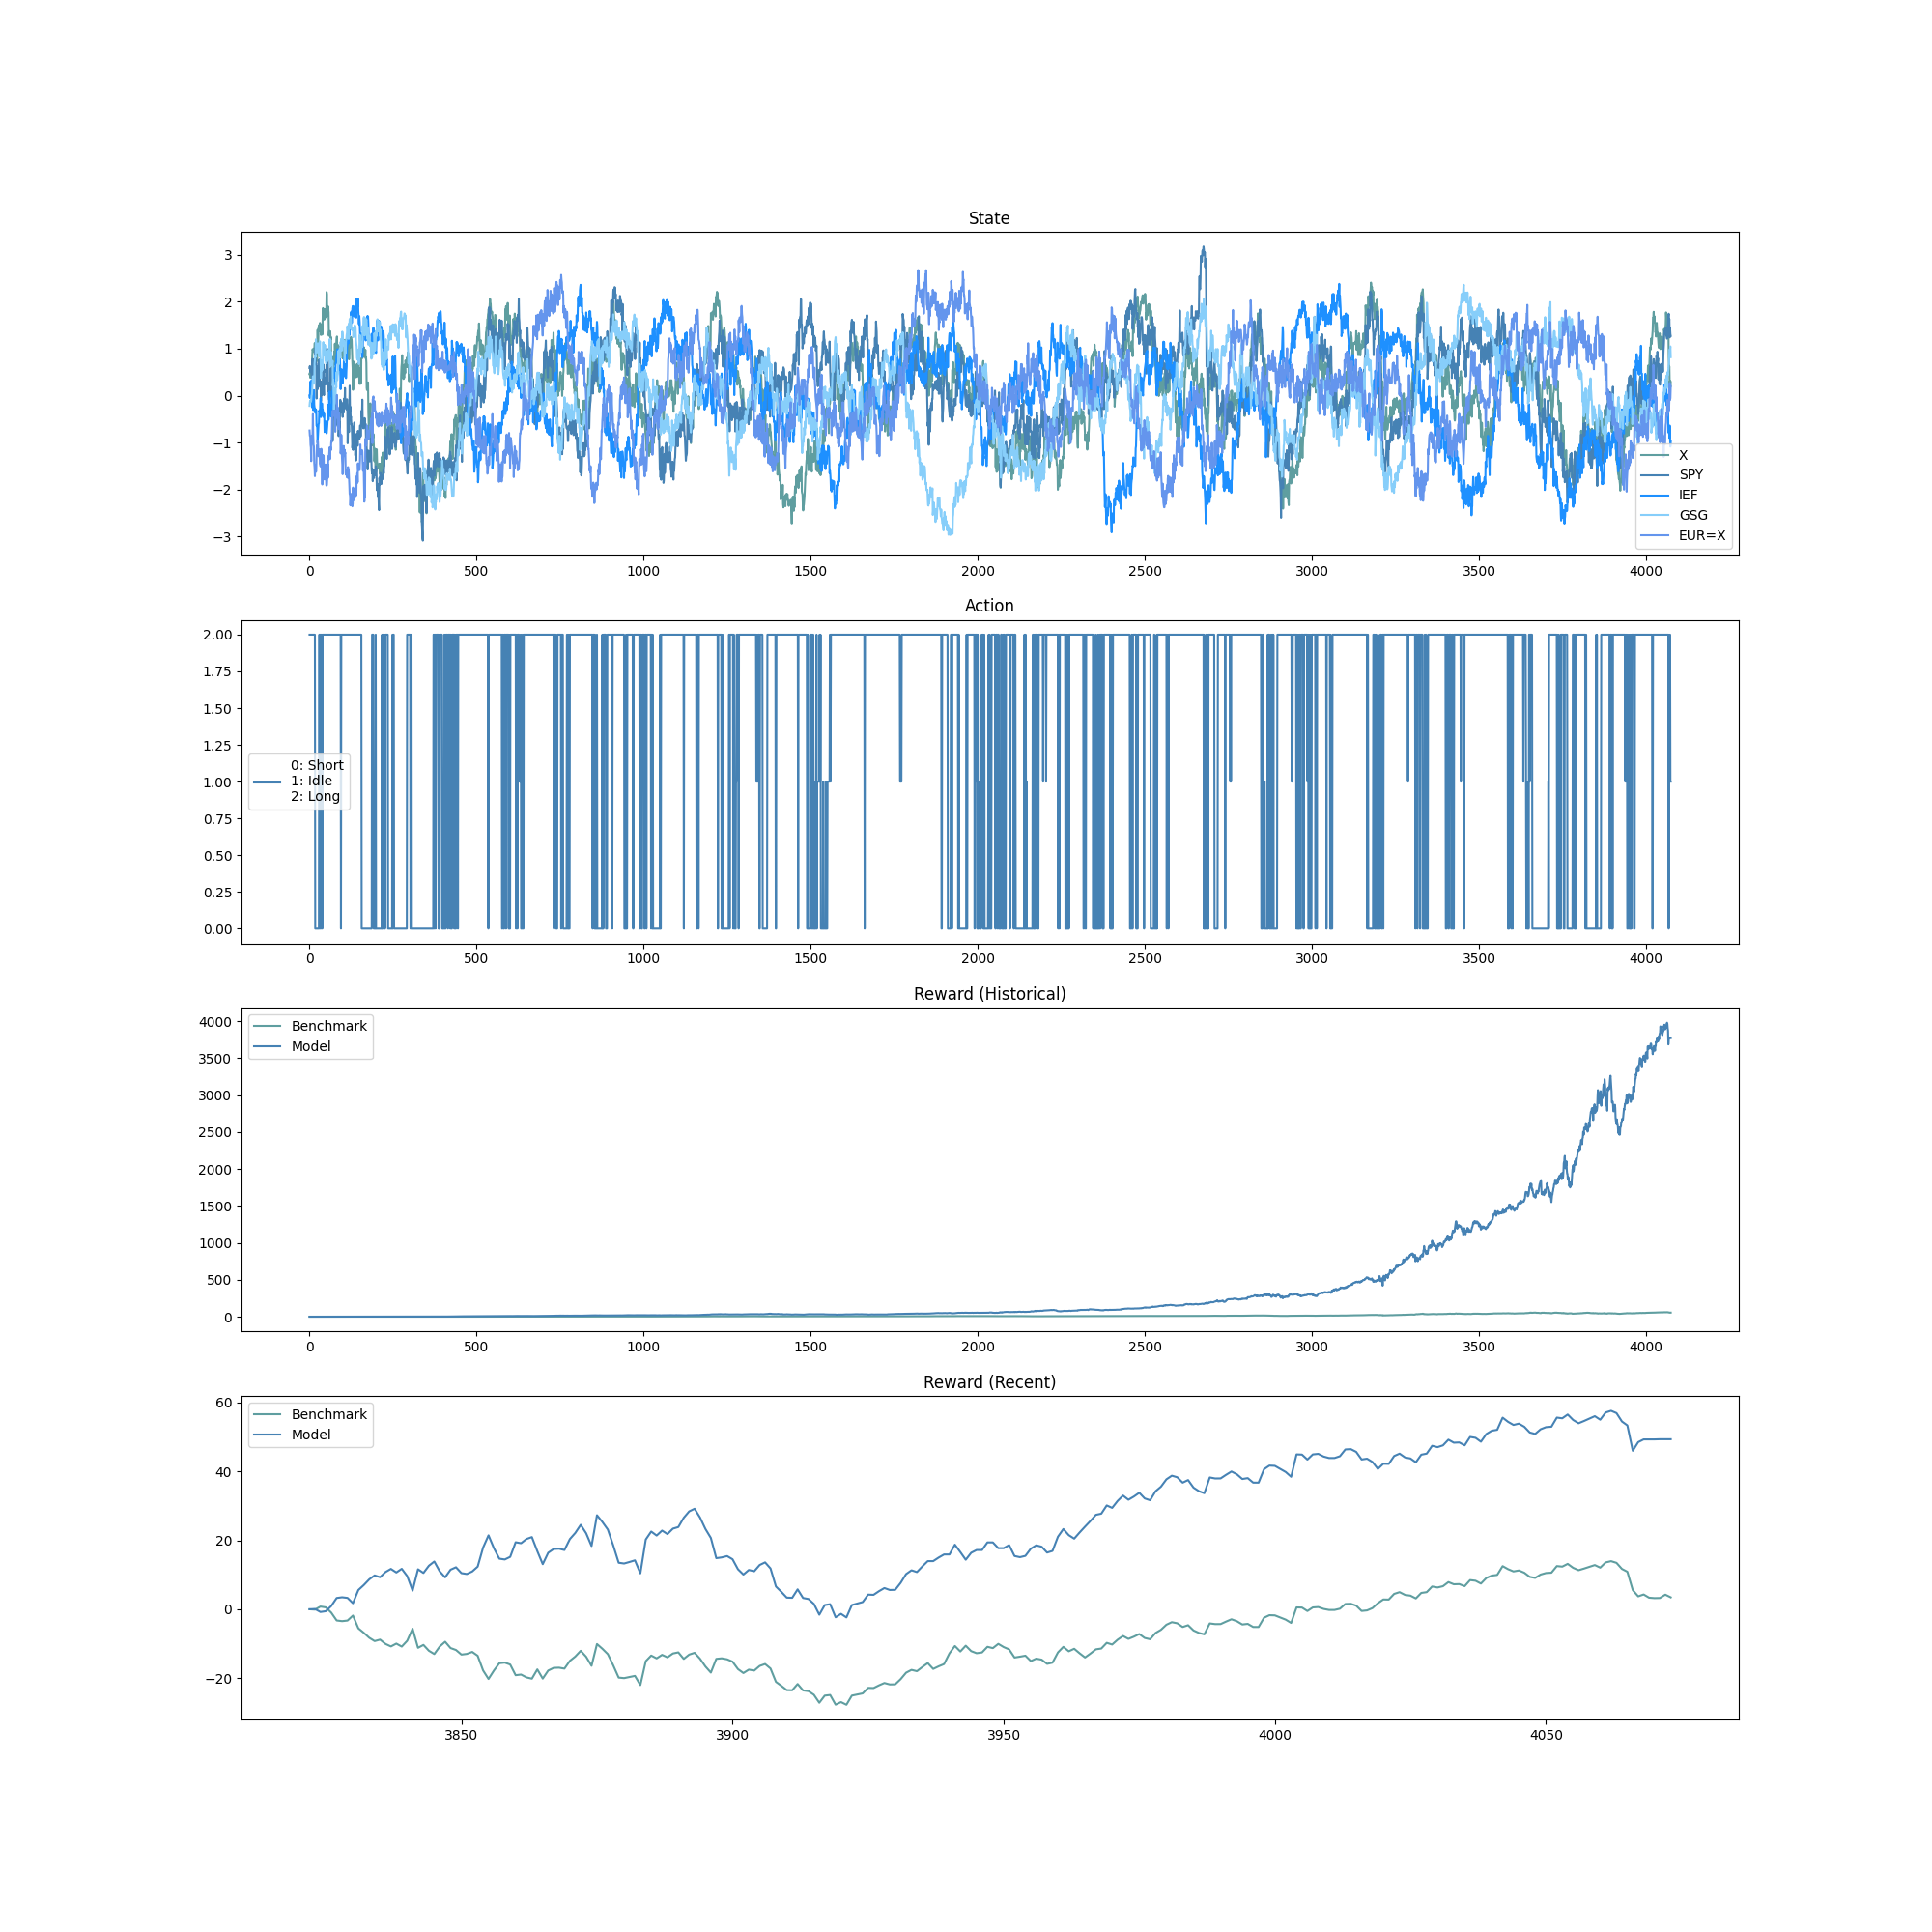 State
3
2
1
0
−1
−2
−3
X
SPY
IEF
GSG
EUR=X
0 500 1000 1500 2000 2500 3000 3500 4000
Action
2.00
1.75
1.50
1.25
1.00
0.75
0.50
0.25
0.00
0: Short
1: Idle
2: Long
0 500 1000 1500 2000 2500 3000 3500 4000
Reward (Historical)
4000
3500
3000
2500
2000
1500
1000
500
0
Benchmark
Model
0 500 1000 1500 2000 2500 3000 3500 4000
Reward (Recent)
60
40
20
0
−20
Benchmark
Model
3850 3900 3950 4000 4050